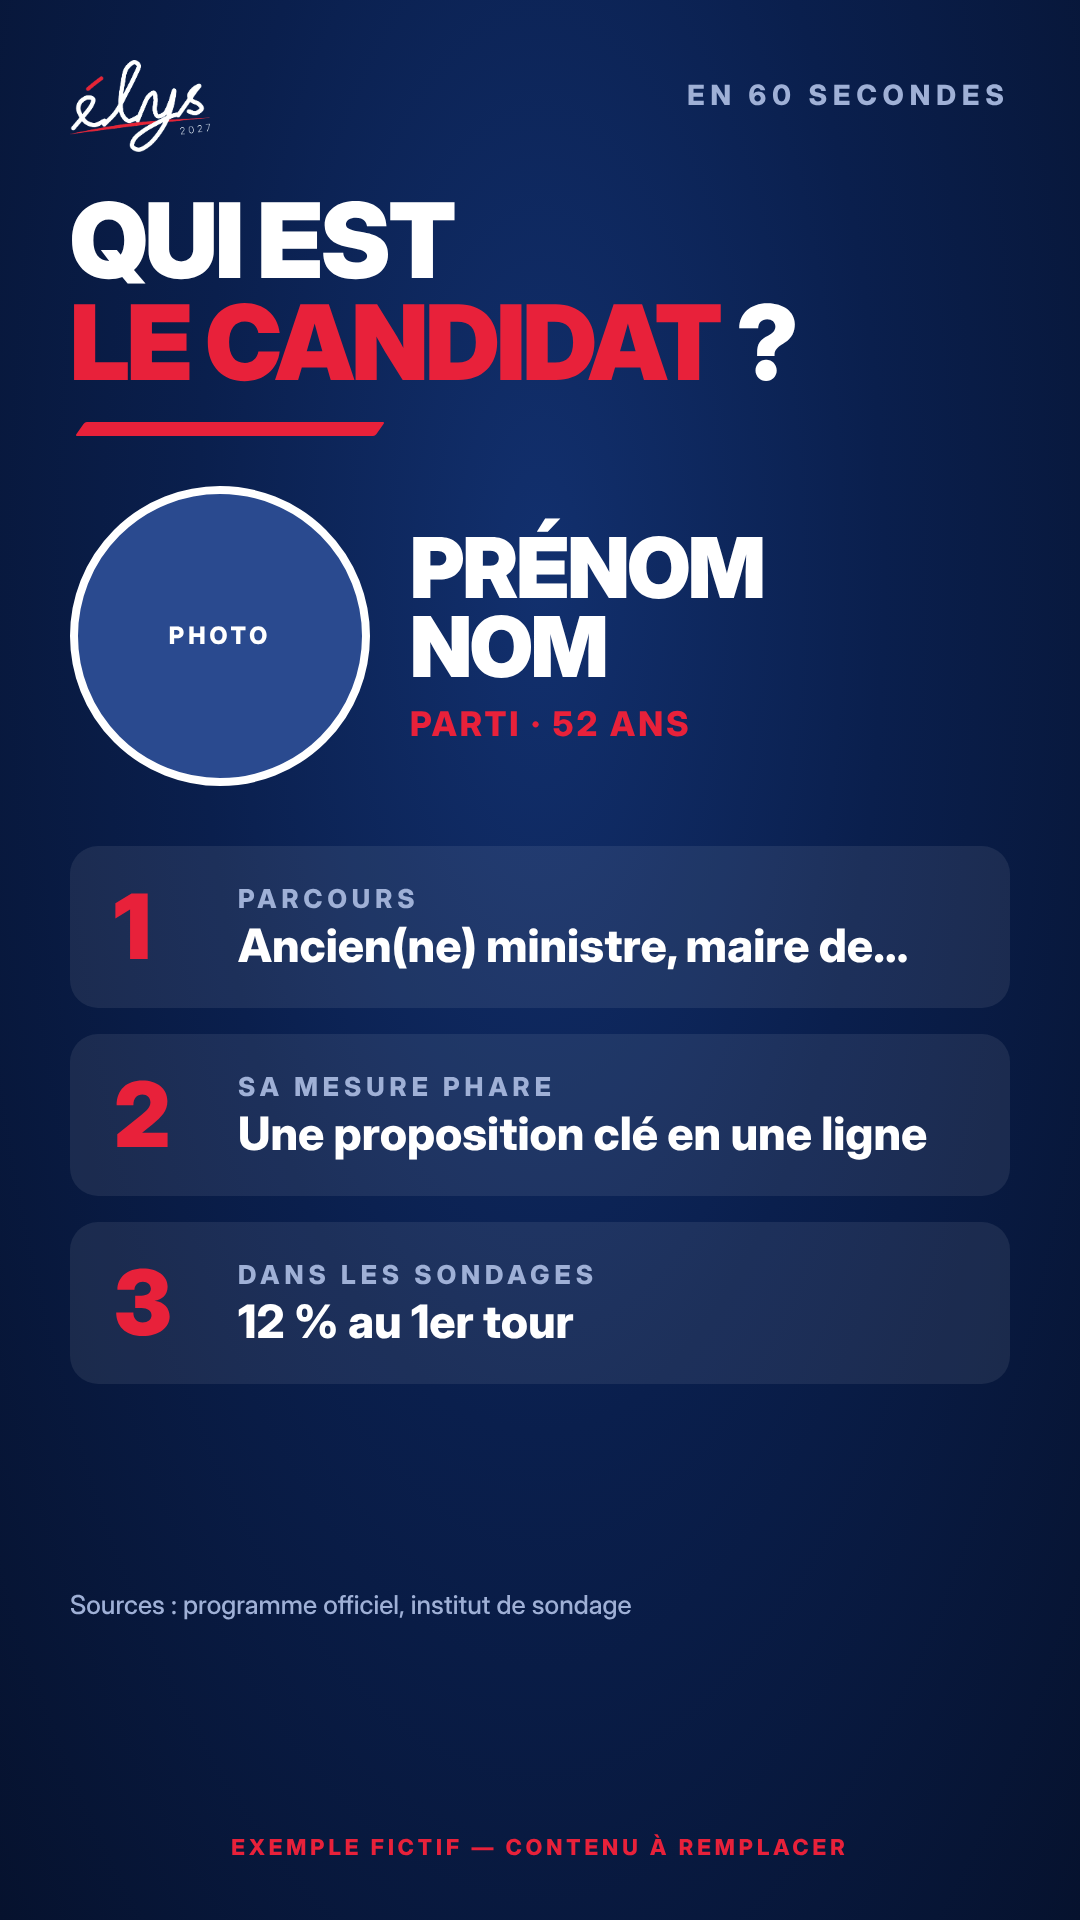 élys
2027
EN 60 SECONDES
QUI EST
LE CANDIDAT ?
PHOTO
PRÉNOM
NOM
PARTI · 52 ANS
1
PARCOURS
Ancien(ne) ministre, maire de...
2
SA MESURE PHARE
Une proposition clé en une ligne
3
DANS LES SONDAGES
12 % au 1er tour
Sources : programme officiel, institut de sondage
EXEMPLE FICTIF — CONTENU À REMPLACER